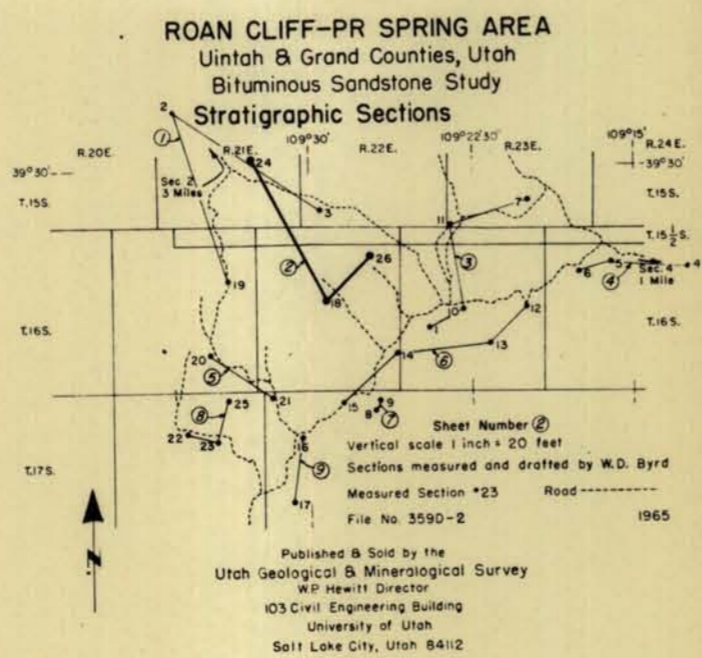 ROAN CLIFF-PR SPRING AREA
Uintah & Grand Counties, Utah
Bituminous Sandstone Study
Stratigraphic Sections
2
①
R.20E.
R.21E.
109°30'
R.22E.
109°22'30"
R.23E.
109°15'
R.24E.
39°30'
24
39°30'
Sec 2
3 Miles
T.15S.
3
7
T.15S.
11
T.15½S.
②
26
③
5
4
6
④
Sec. 4
1 Mile
19
18
10
12
1
T.16S.
T.16S.
20
14
⑥
13
⑤
25
21
15
9
8
⑦
⑧
22
23
16
Sheet Number ②
Vertical scale 1 inch = 20 feet
⑨
Sections measured and drafted by W.D. Byrd
T.17S.
Measured Section •23 Road
17
File No. 359D-2 1965
N
Published & Sold by the
Utah Geological & Mineralogical Survey
W.P. Hewitt Director
103 Civil Engineering Building
University of Utah
Salt Lake City, Utah 84112